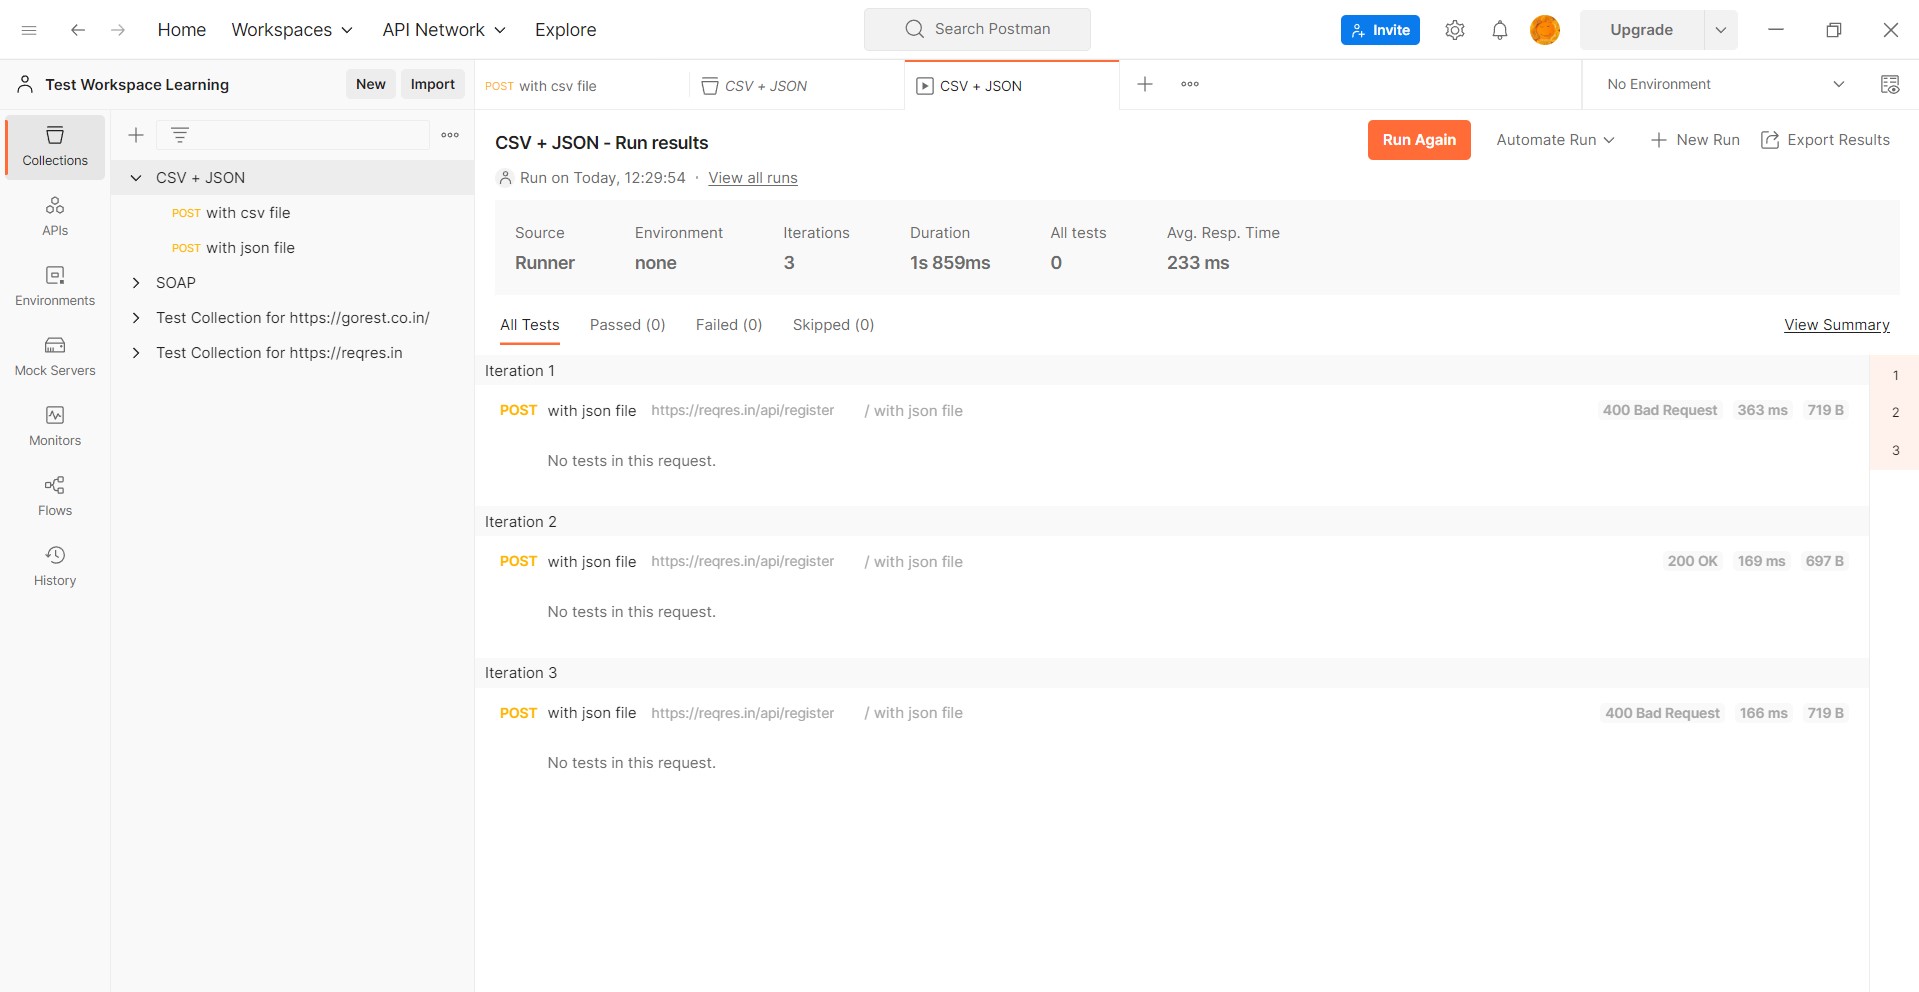 Home Workspaces API Network Explore Search Postman Invite Upgrade
Test Workspace Learning New Import POST with csv file CSV + JSON CSV + JSON No Environment
Collections
APIs
Environments
Mock Servers
Monitors
Flows
History
CSV + JSON
POST with csv file
POST with json file
SOAP
Test Collection for https://gorest.co.in/
Test Collection for https://reqres.in
CSV + JSON - Run results Run Again Automate Run New Run Export Results
Run on Today, 12:29:54 · View all runs
Source Environment Iterations Duration All tests Avg. Resp. Time
Runner none 3 1s 859ms 0 233 ms
All Tests Passed (0) Failed (0) Skipped (0) View Summary
Iteration 1
POST with json file https://reqres.in/api/register / with json file 400 Bad Request 363 ms 719 B
No tests in this request.
Iteration 2
POST with json file https://reqres.in/api/register / with json file 200 OK 169 ms 697 B
No tests in this request.
Iteration 3
POST with json file https://reqres.in/api/register / with json file 400 Bad Request 166 ms 719 B
No tests in this request.
1
2
3